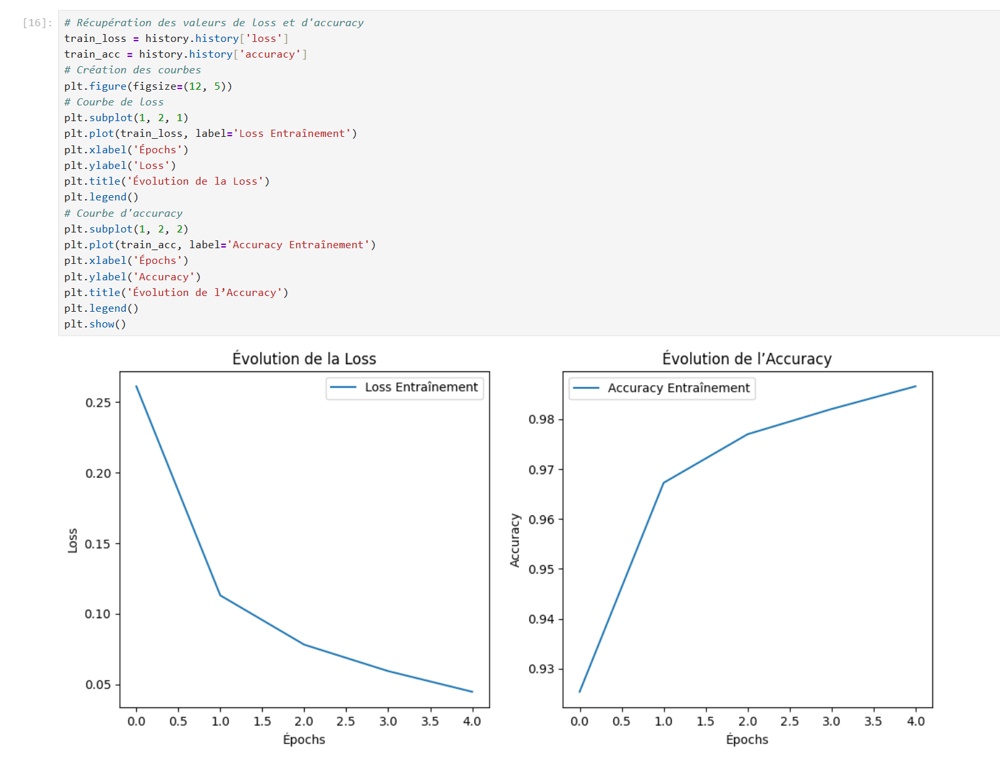 [16]:
# Récupération des valeurs de loss et d'accuracy
train_loss = history.history['loss']
train_acc = history.history['accuracy']
# Création des courbes
plt.figure(figsize=(12, 5))
# Courbe de loss
plt.subplot(1, 2, 1)
plt.plot(train_loss, label='Loss Entraînement')
plt.xlabel('Épochs')
plt.ylabel('Loss')
plt.title('Évolution de la Loss')
plt.legend()
# Courbe d'accuracy
plt.subplot(1, 2, 2)
plt.plot(train_acc, label='Accuracy Entraînement')
plt.xlabel('Épochs')
plt.ylabel('Accuracy')
plt.title('Évolution de l’Accuracy')
plt.legend()
plt.show()
Évolution de la Loss
Loss Entraînement
0.25
0.20
0.15
0.10
0.05
Loss
0.0 0.5 1.0 1.5 2.0 2.5 3.0 3.5 4.0
Épochs
Évolution de l’Accuracy
Accuracy Entraînement
0.98
0.97
0.96
0.95
0.94
0.93
Accuracy
0.0 0.5 1.0 1.5 2.0 2.5 3.0 3.5 4.0
Épochs